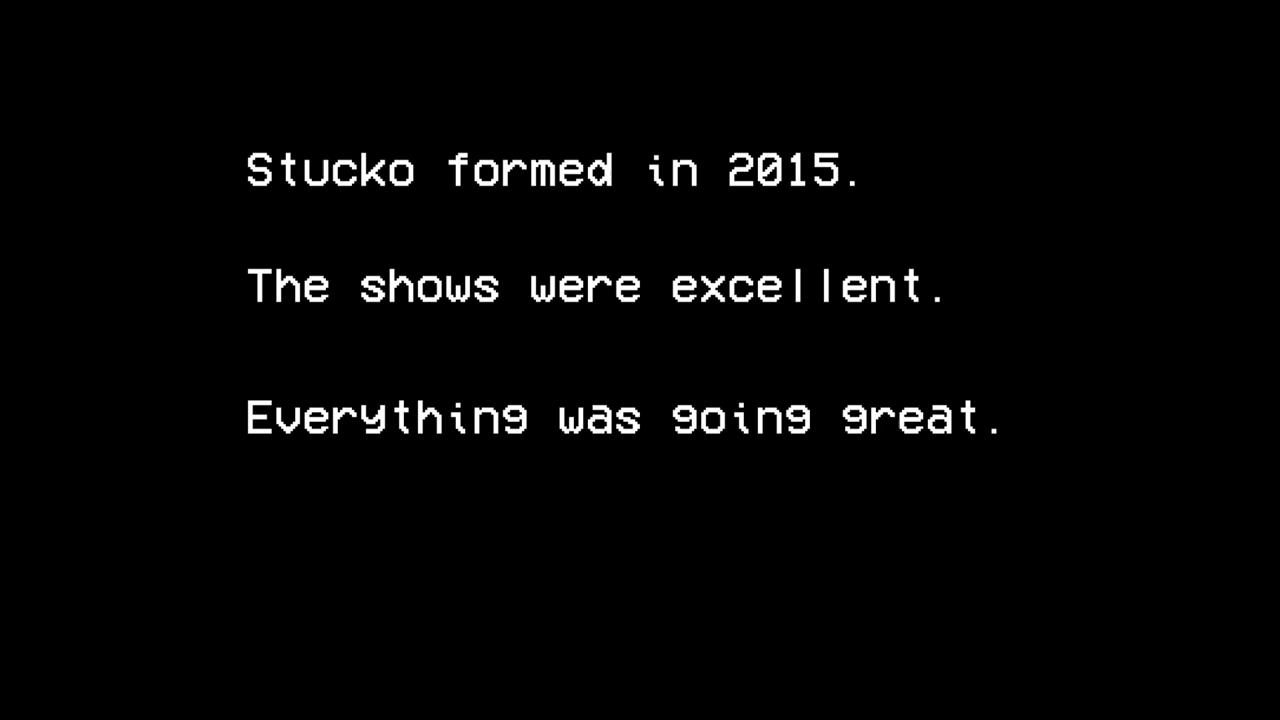 Stucko formed in 2015.
The shows were excellent.
Everything was going great.